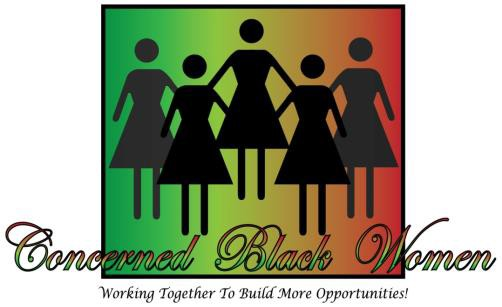 Concerned Black Women
Working Together To Build More Opportunities!